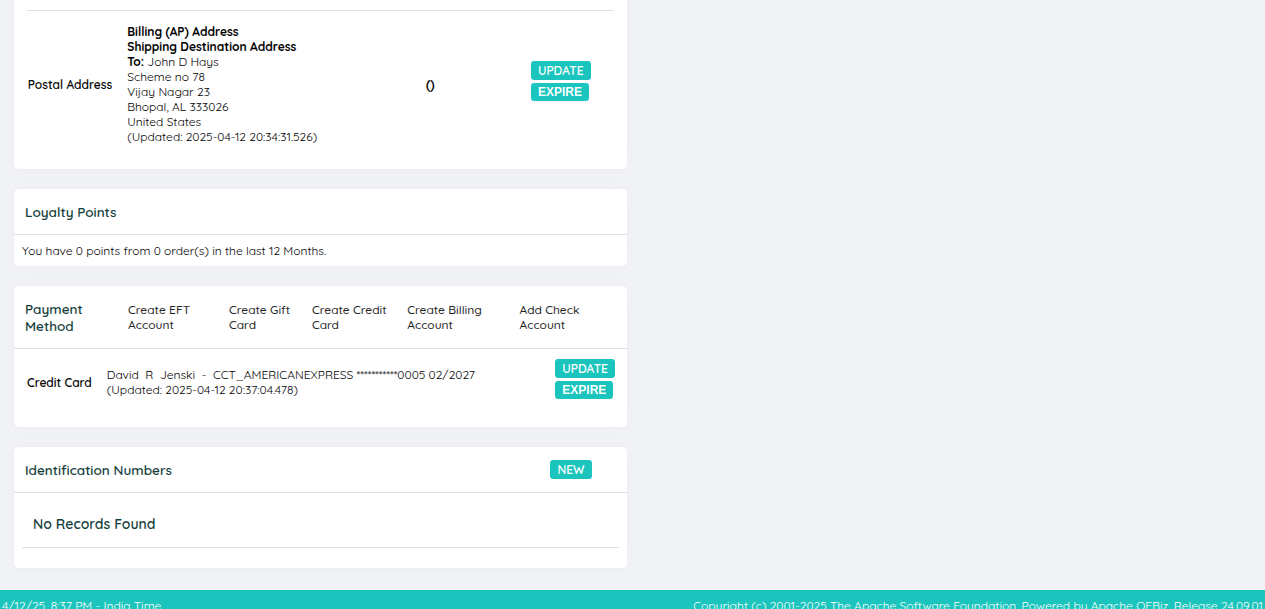 Billing (AP) Address
Shipping Destination Address
To: John D Hays
Scheme no 78
Postal Address
Vijay Nagar 23
Bhopal, AL 333026
United States
(Updated: 2025-04-12 20:34:31.526)
()
UPDATE
EXPIRE
Loyalty Points
You have 0 points from 0 order(s) in the last 12 Months.
Payment Method
Create EFT Account
Create Gift Card
Create Credit Card
Create Billing Account
Add Check Account
Credit Card
David R Jenski - CCT_AMERICANEXPRESS ***********0005 02/2027
(Updated: 2025-04-12 20:37:04.478)
UPDATE
EXPIRE
Identification Numbers
NEW
No Records Found
4/12/25, 8:37 PM - India Time
Copyright (c) 2001-2025 The Apache Software Foundation. Powered by Apache OFBiz. Release 24.09.01